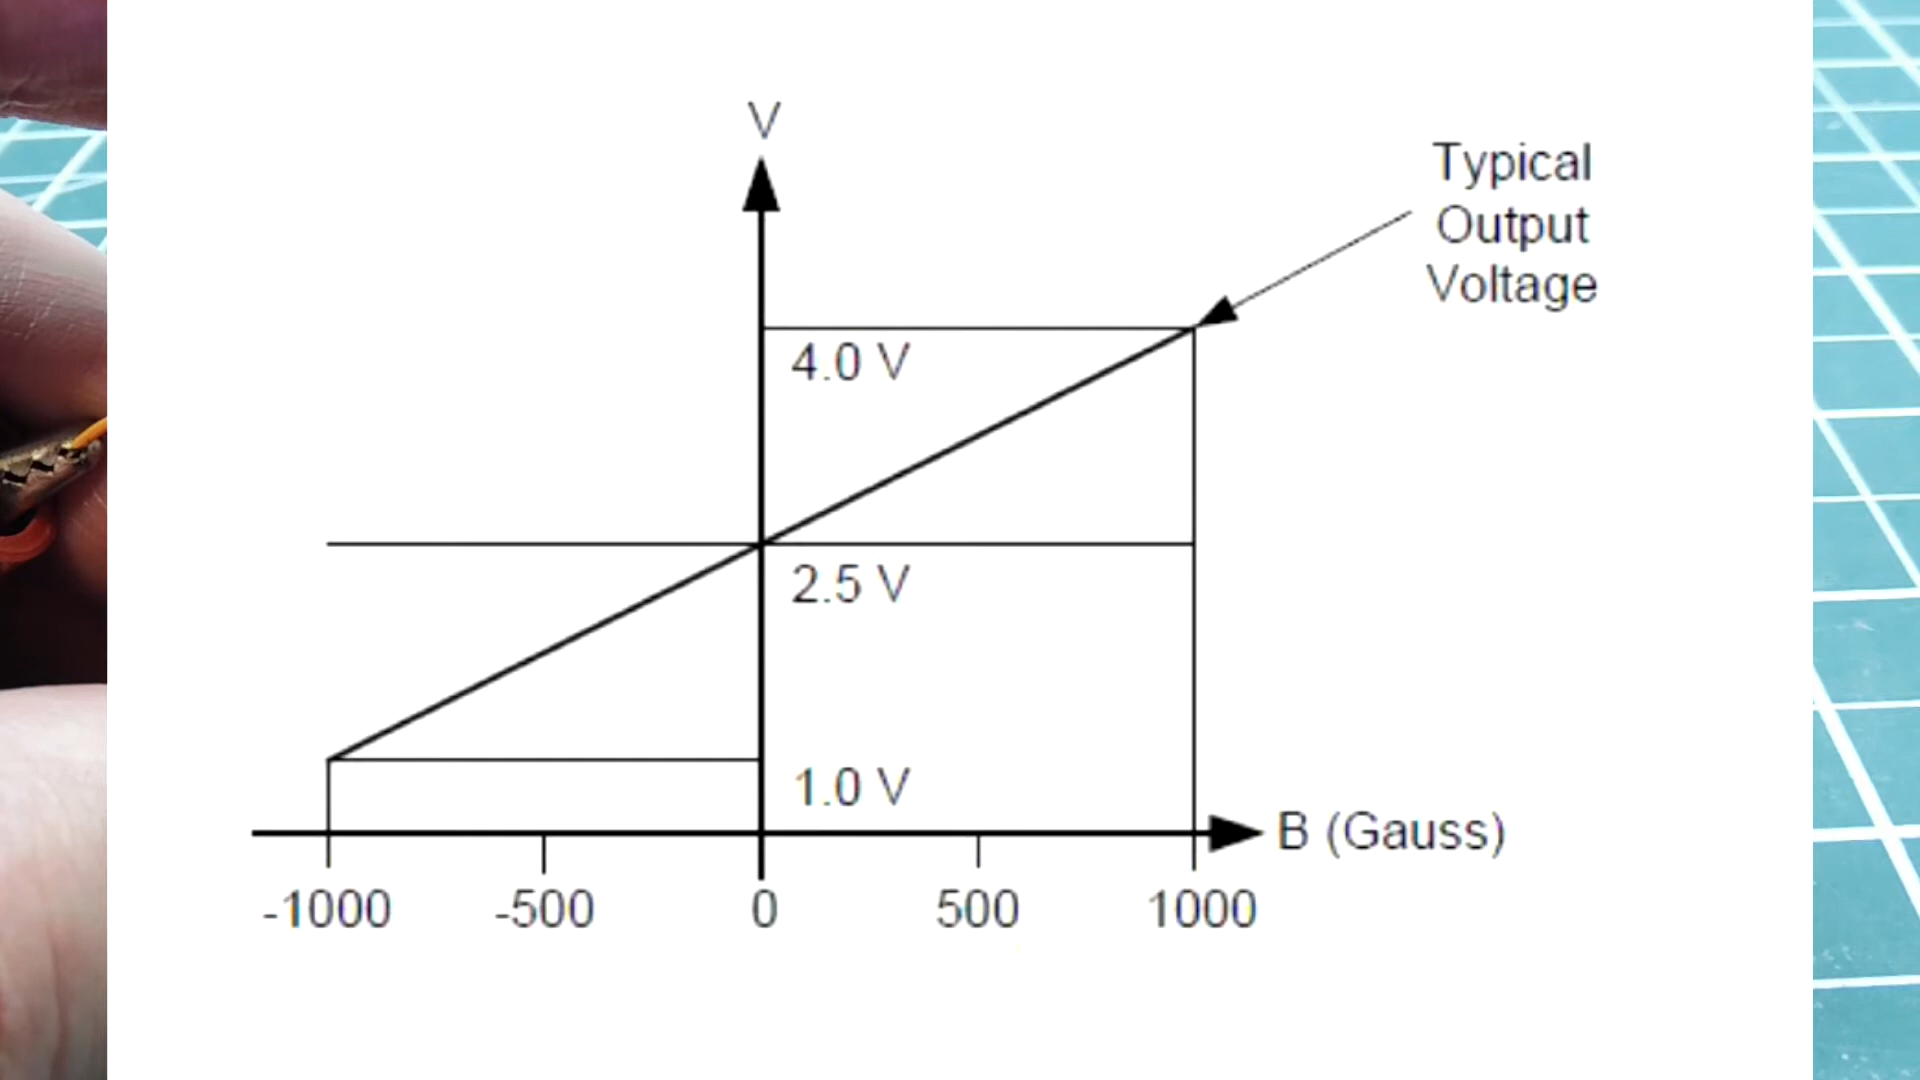 V
Typical
Output
Voltage
4.0 V
2.5 V
1.0 V
B (Gauss)
-1000
-500
0
500
1000